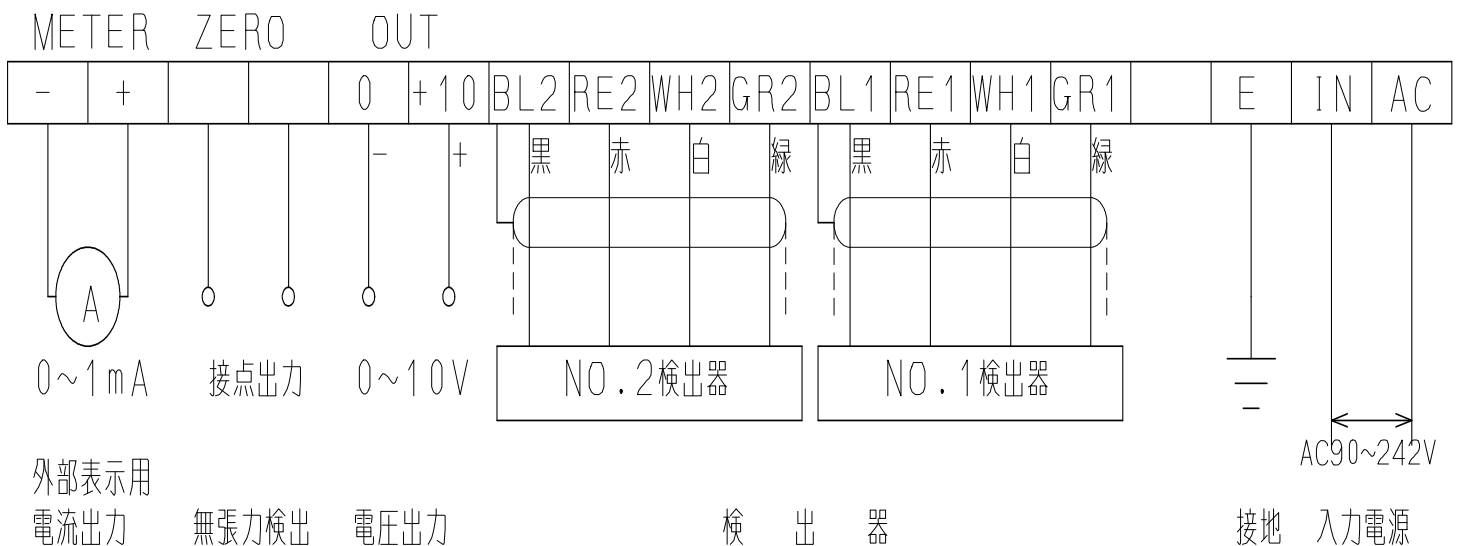 METER ZERO OUT
- + 0 +10 BL2 RE2 WH2 GR2 BL1 RE1 WH1 GR1 E IN AC
- + 黒 赤 白 緑 黒 赤 白 緑
A
0~1mA 接点出力 0~10V NO.2検出器 NO.1検出器
AC90~242V
外部表示用
電流出力 無張力検出 電圧出力 検出器 接地 入力電源